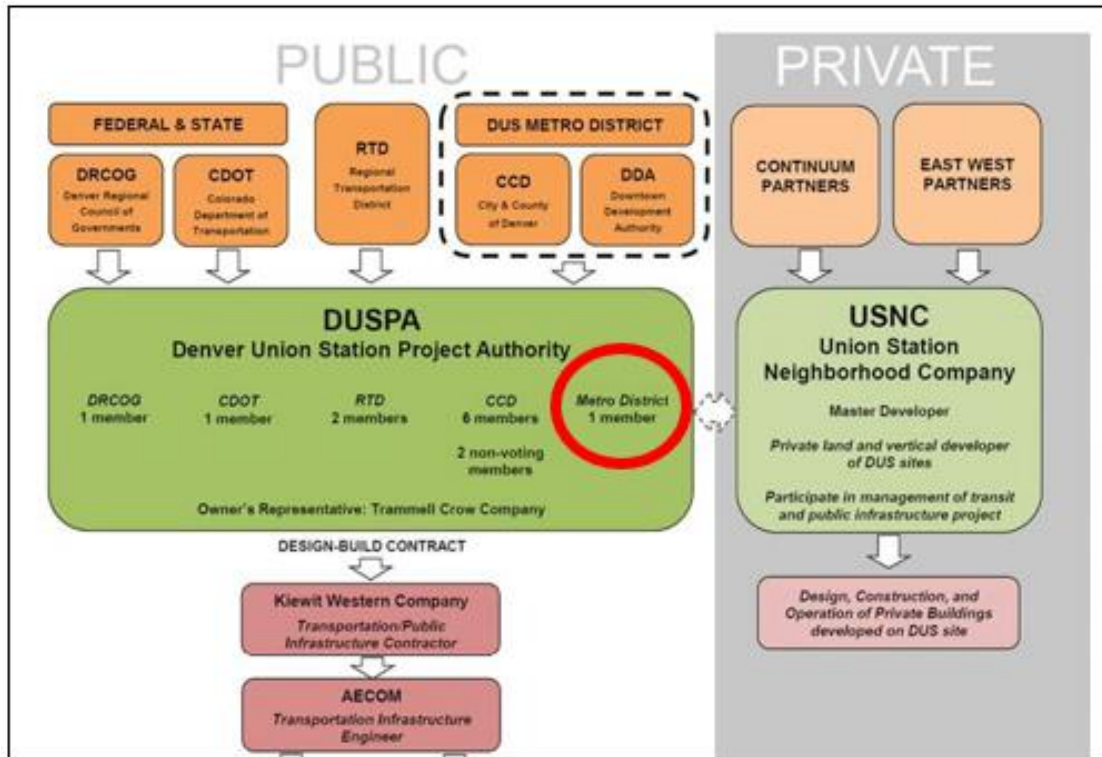 PUBLIC
PRIVATE
FEDERAL & STATE
DRCOG
Denver Regional
Council of
Governments
CDOT
Colorado
Department of
Transportation
RTD
Regional
Transportation
District
DUS METRO DISTRICT
CCD
City & County
of Denver
DDA
Downtown
Development
Authority
CONTINUUM
PARTNERS
EAST WEST
PARTNERS
DUSPA
Denver Union Station Project Authority
DRCOG
1 member
CDOT
1 member
RTD
2 members
CCD
6 members
2 non-voting
members
Metro District
1 member
Owner's Representative: Trammell Crow Company
USNC
Union Station
Neighborhood Company
Master Developer
Private land and vertical developer
of DUS sites
Participate in management of transit
and public infrastructure project
DESIGN-BUILD CONTRACT
Kiewit Western Company
Transportation/Public
Infrastructure Contractor
AECOM
Transportation Infrastructure
Engineer
Design, Construction, and
Operation of Private Buildings
developed on DUS site